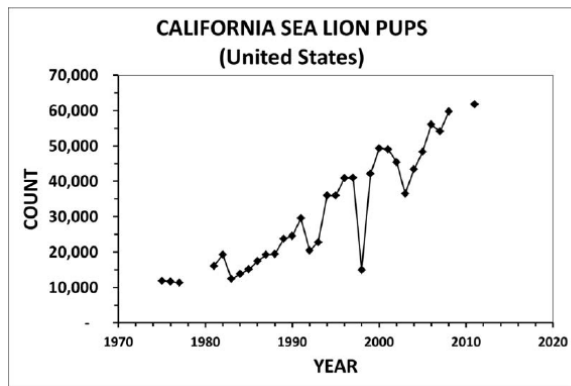 CALIFORNIA SEA LION PUPS
(United States)
70,000
60,000
50,000
40,000
30,000
20,000
10,000
-
COUNT
1970 1980 1990 2000 2010 2020
YEAR